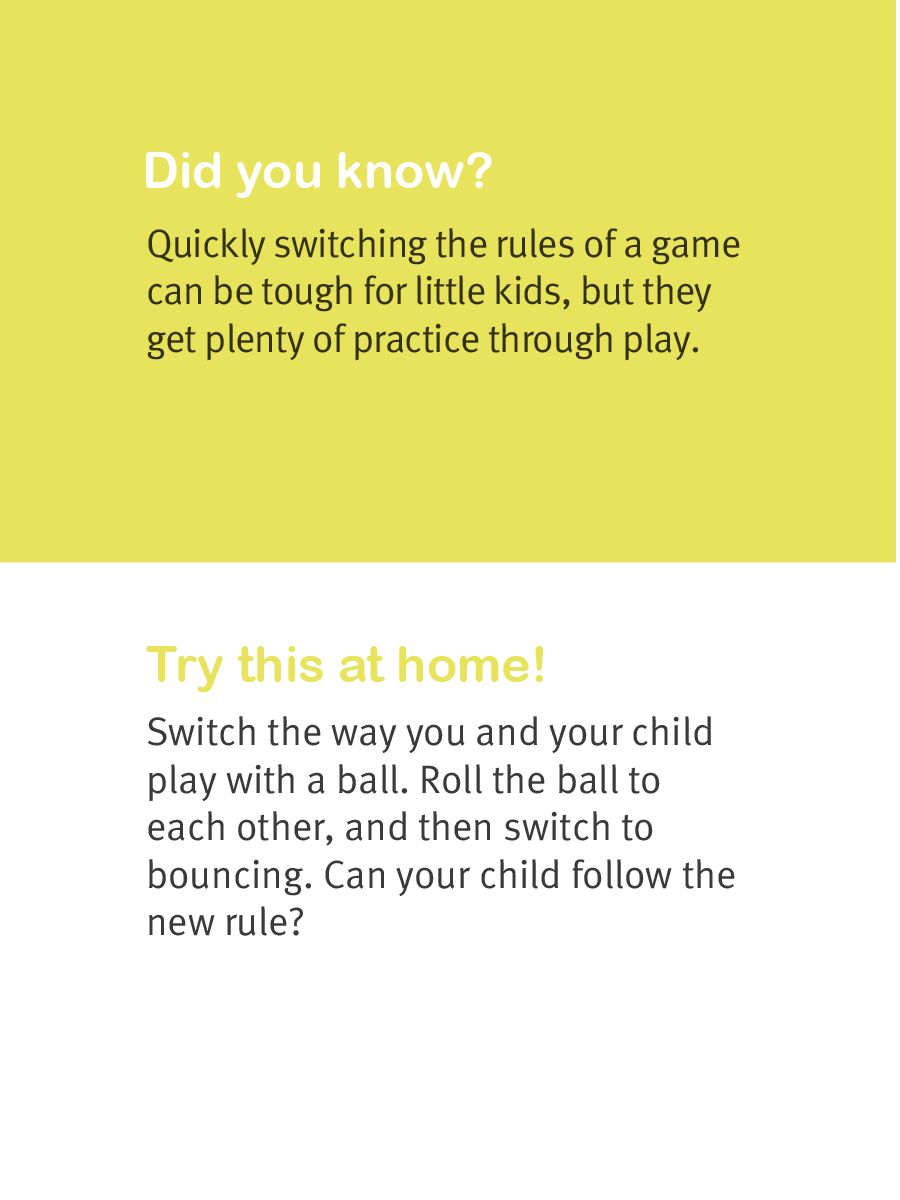 Did you know?
Quickly switching the rules of a game
can be tough for little kids, but they
get plenty of practice through play.
Try this at home!
Switch the way you and your child
play with a ball. Roll the ball to
each other, and then switch to
bouncing. Can your child follow the
new rule?